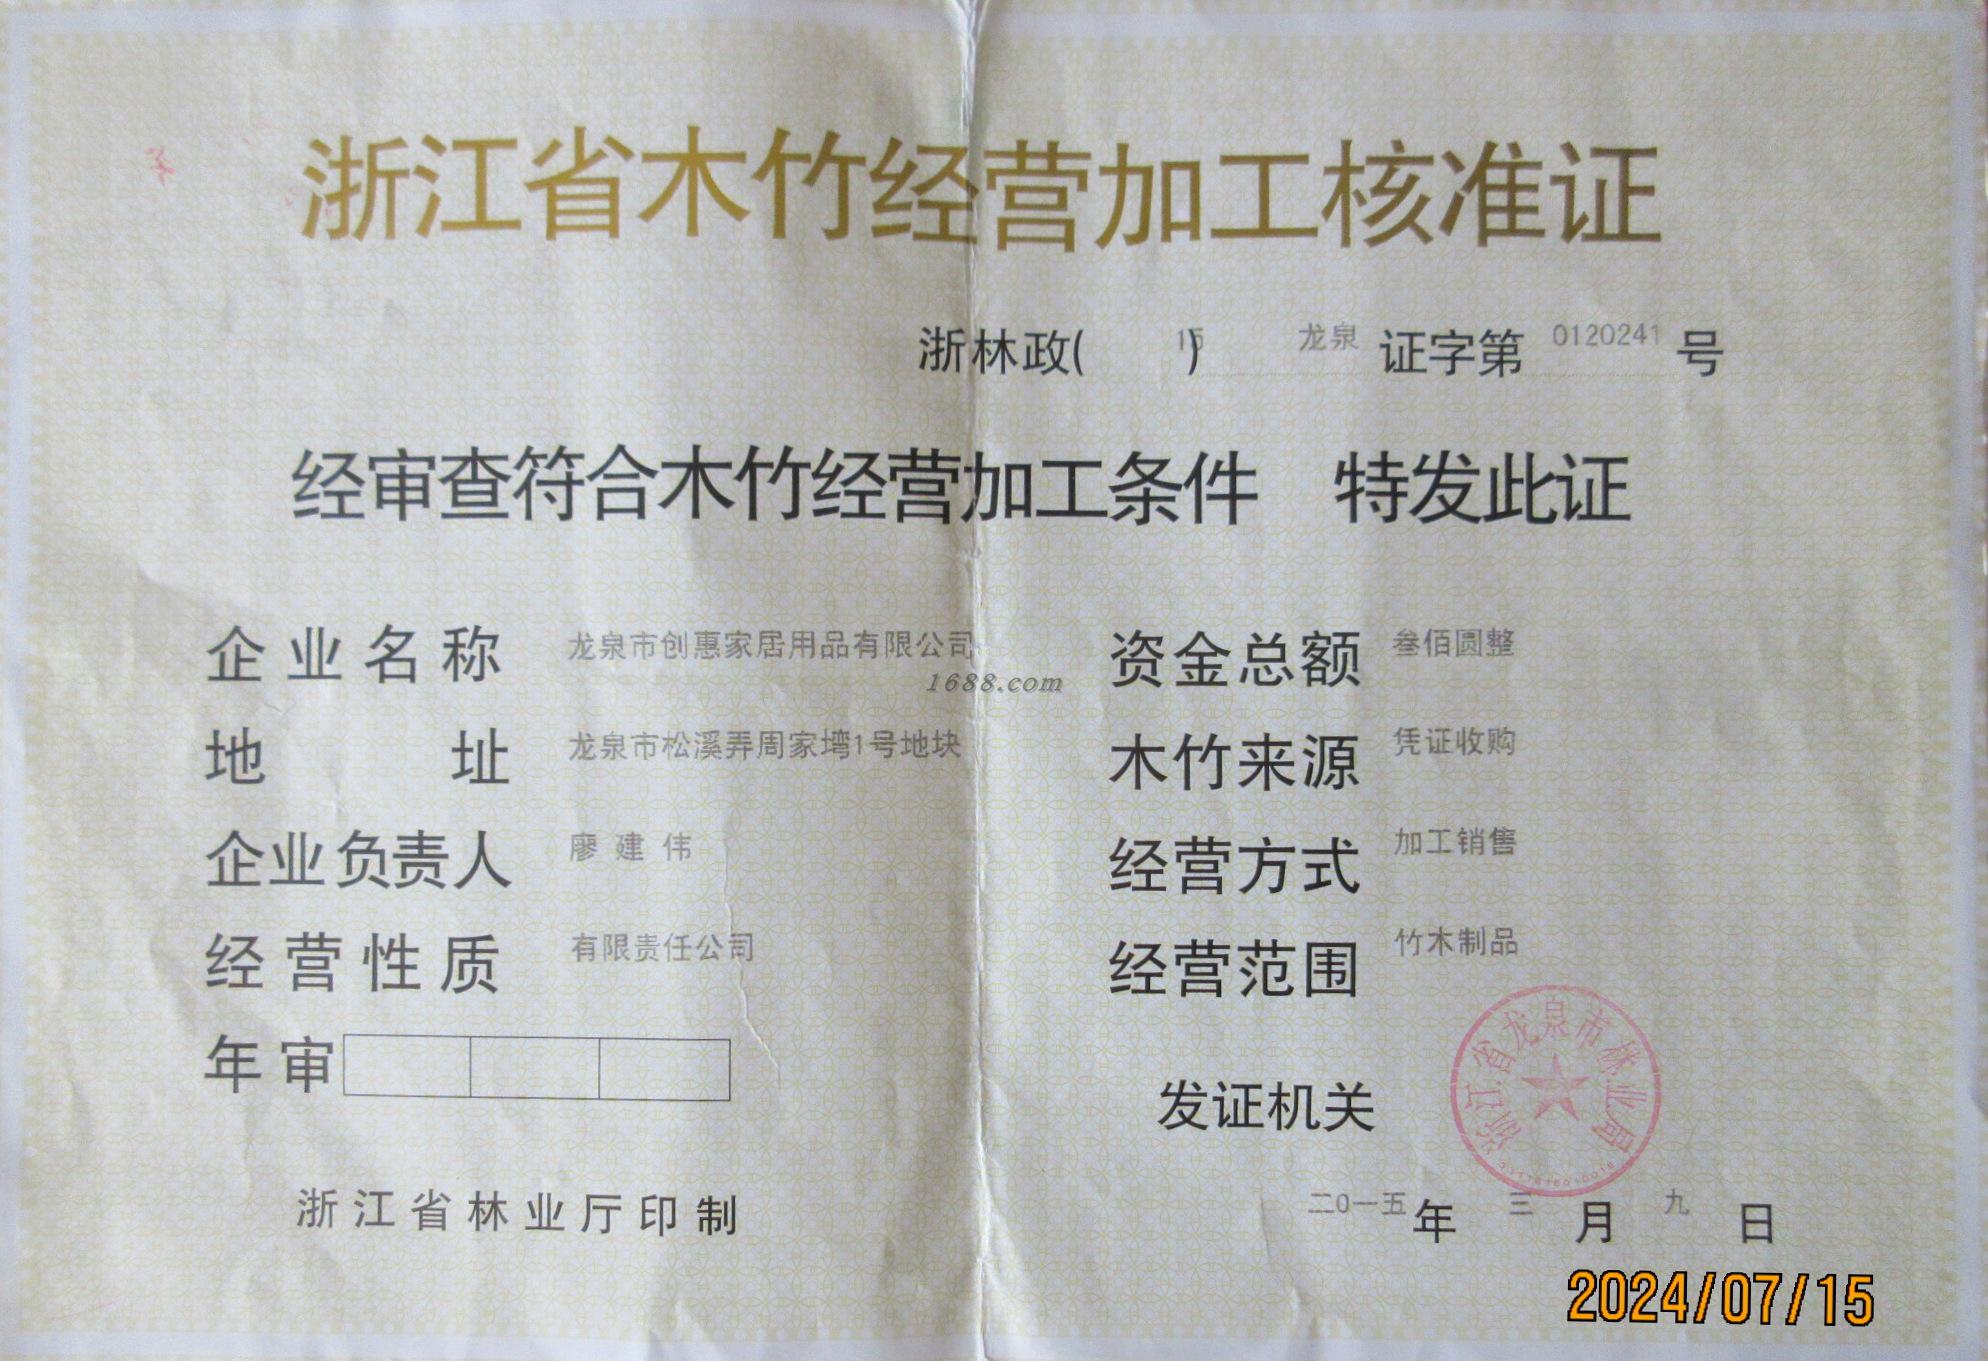 浙江省木竹经营加工核准证
浙林政( 15 ) 龙泉 证字第 0120241 号
经审查符合木竹经营加工条件 特发此证
企业名称 龙泉市创惠家居用品有限公司
资金总额 叁佰圆整
1688.com
地址 龙泉市松溪弄周家塆1号地块
木竹来源 凭证收购
企业负责人 廖建伟
经营方式 加工销售
经营性质 有限责任公司
经营范围 竹木制品
年审
发证机关
浙江省龙泉市林业局
浙江省林业厅印制
二0一五年三月九日
2024/07/15